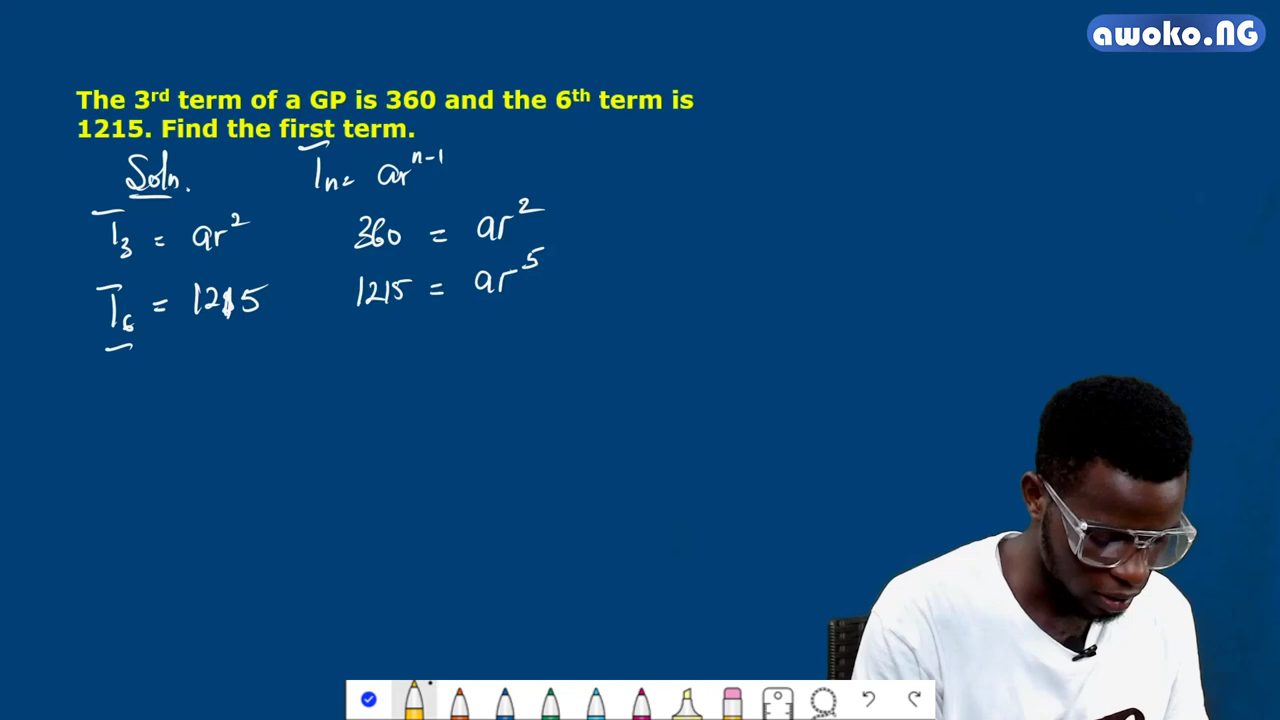 awoko.NG
The 3rd term of a GP is 360 and the 6th term is
1215. Find the first term.
Soln. Tn = ar^n-1
T3 = ar^2 360 = ar^2
T6 = 1215 1215 = ar^5